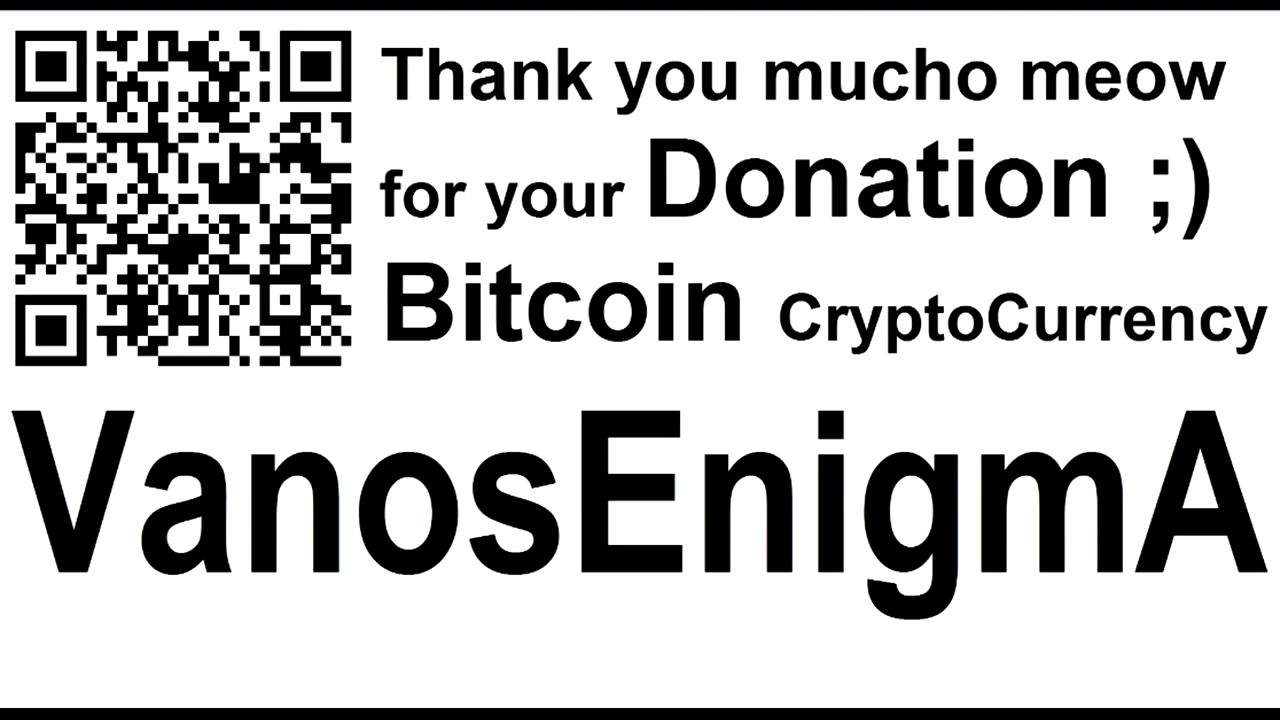 Thank you mucho meow
for your Donation ;)
Bitcoin CryptoCurrency
VanosEnigmA